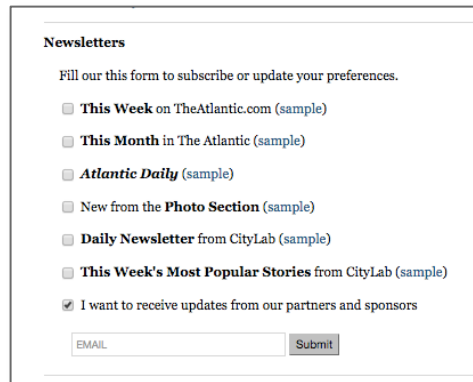 Newsletters
Fill our this form to subscribe or update your preferences.
This Week on TheAtlantic.com (sample)
This Month in The Atlantic (sample)
Atlantic Daily (sample)
New from the Photo Section (sample)
Daily Newsletter from CityLab (sample)
This Week's Most Popular Stories from CityLab (sample)
I want to receive updates from our partners and sponsors
EMAIL Submit